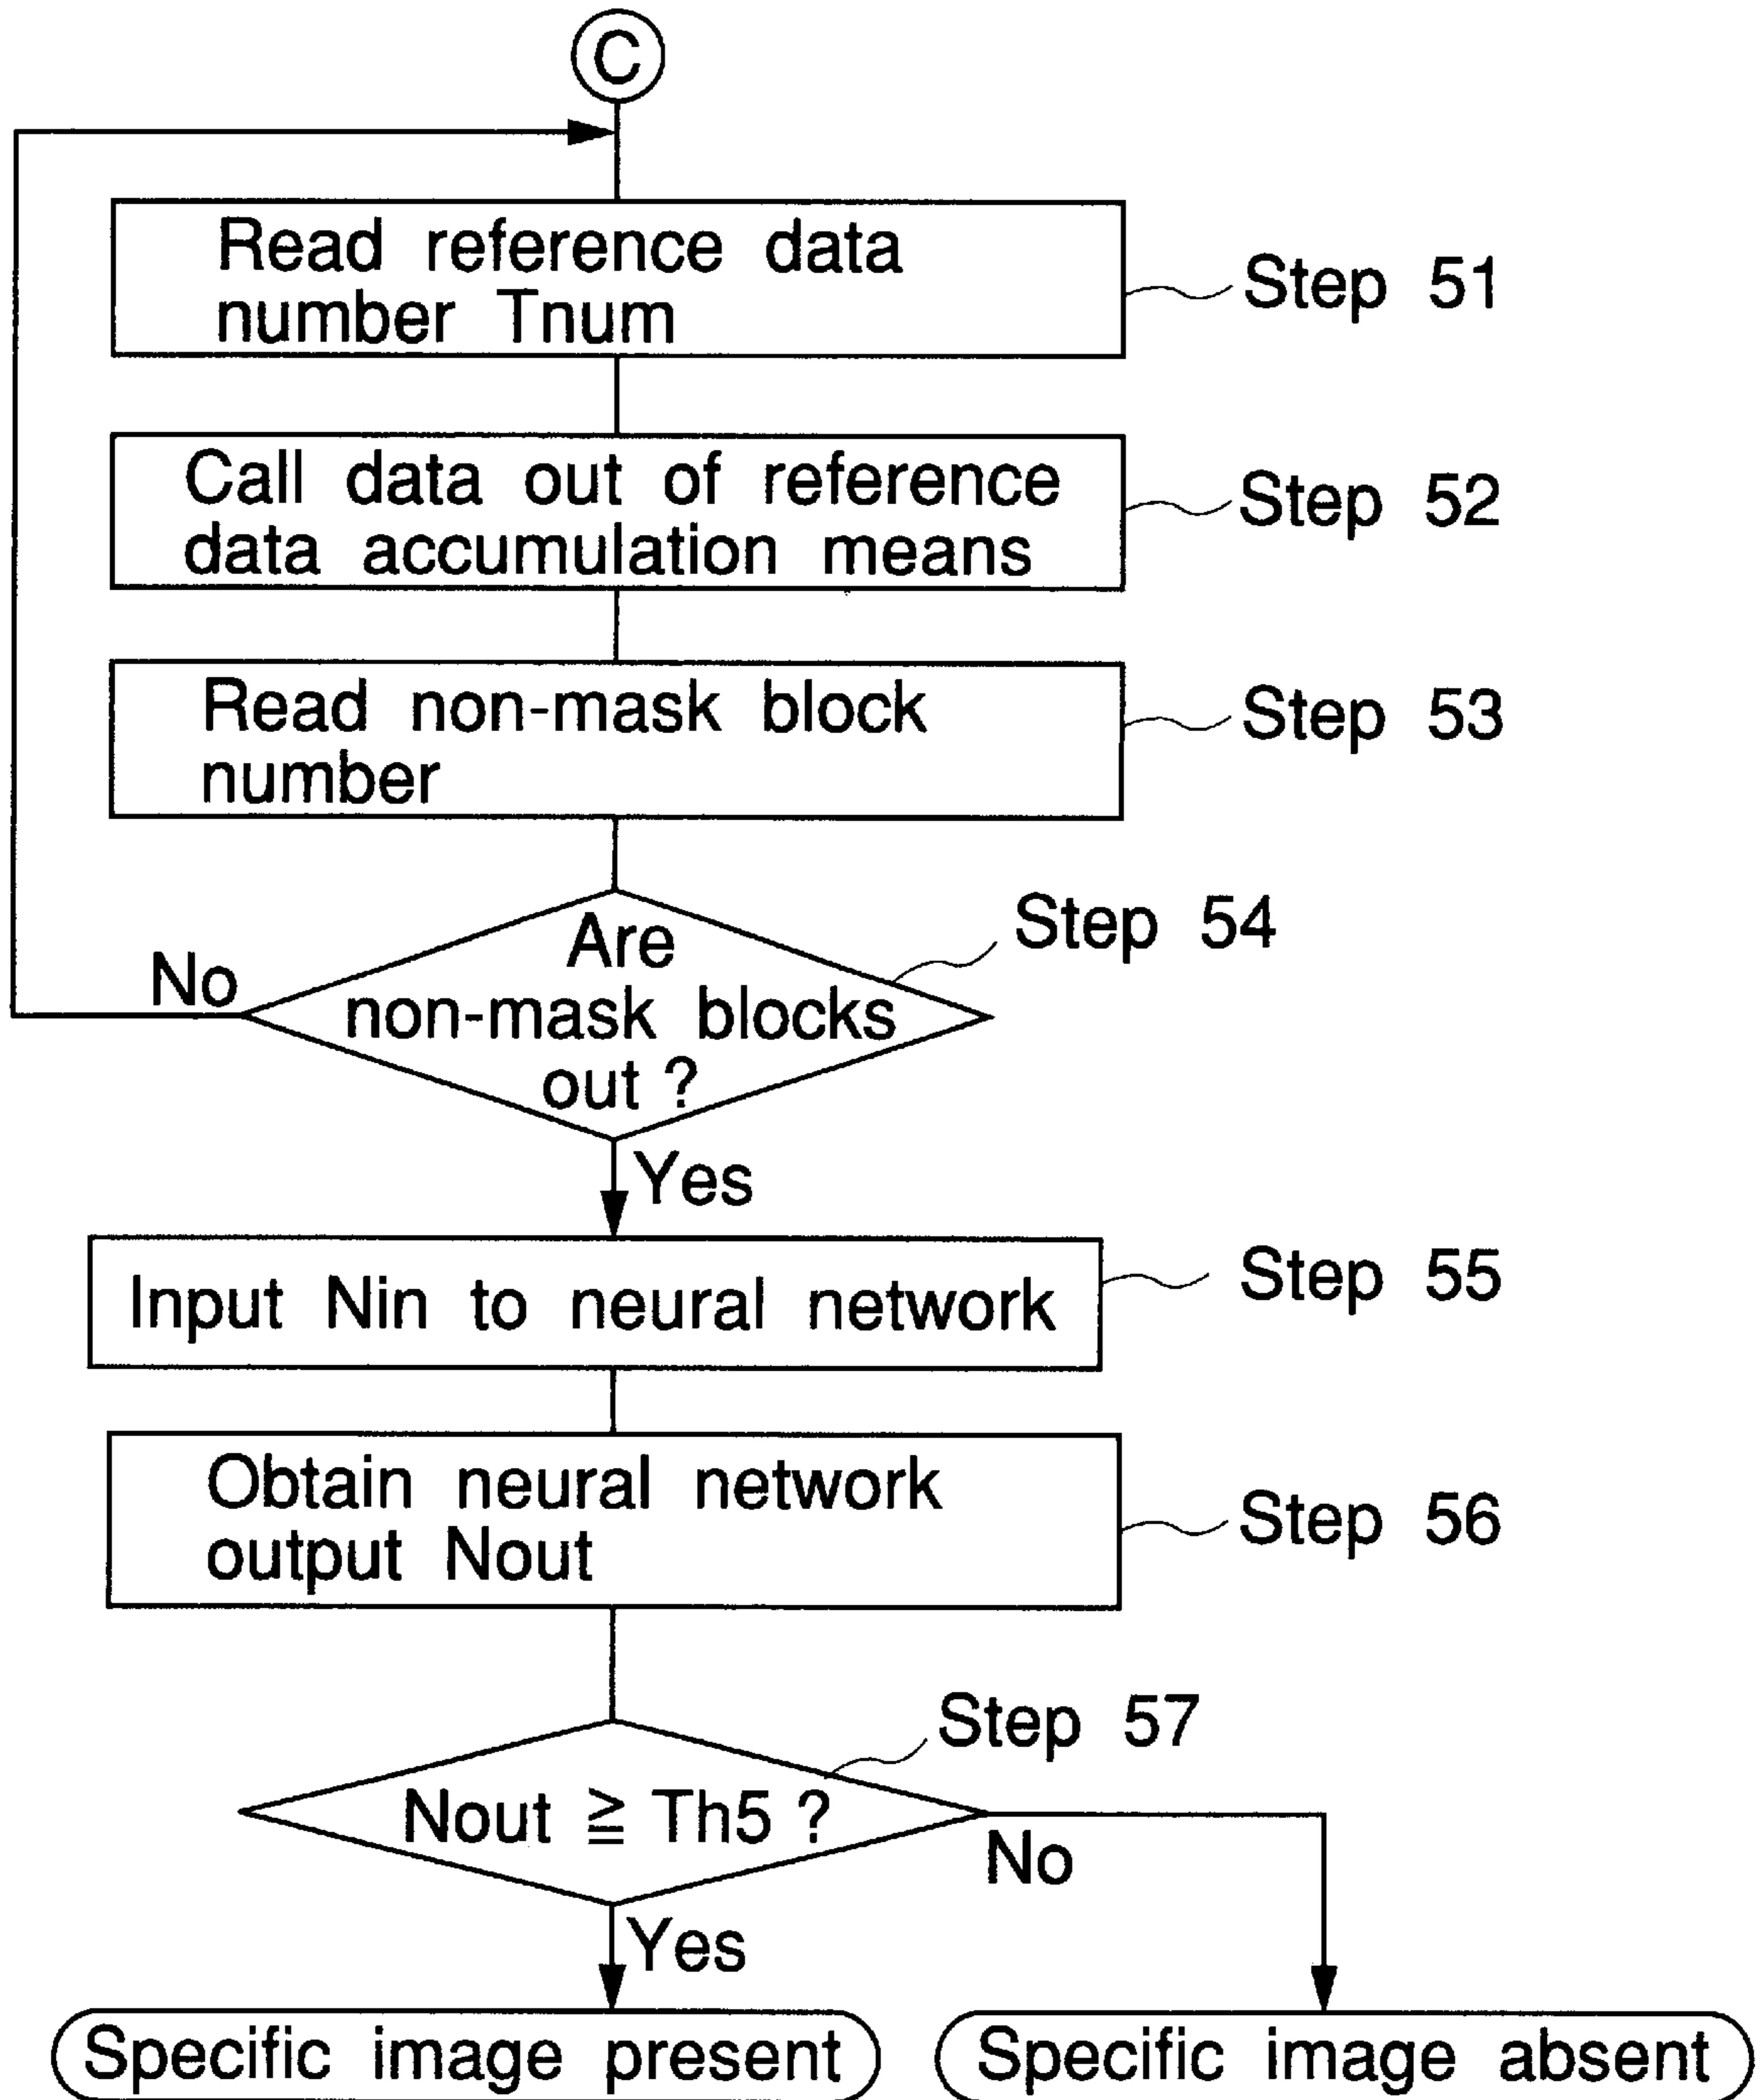 C
Read reference data
number Tnum
Step 51
Call data out of reference
data accumulation means
Step 52
Read non-mask block
number
Step 53
Are
non-mask blocks
out ?
Step 54
No
Yes
Input Nin to neural network
Step 55
Obtain neural network
output Nout
Step 56
Step 57
Nout ≧ Th5 ?
No
Yes
Specific image present
Specific image absent